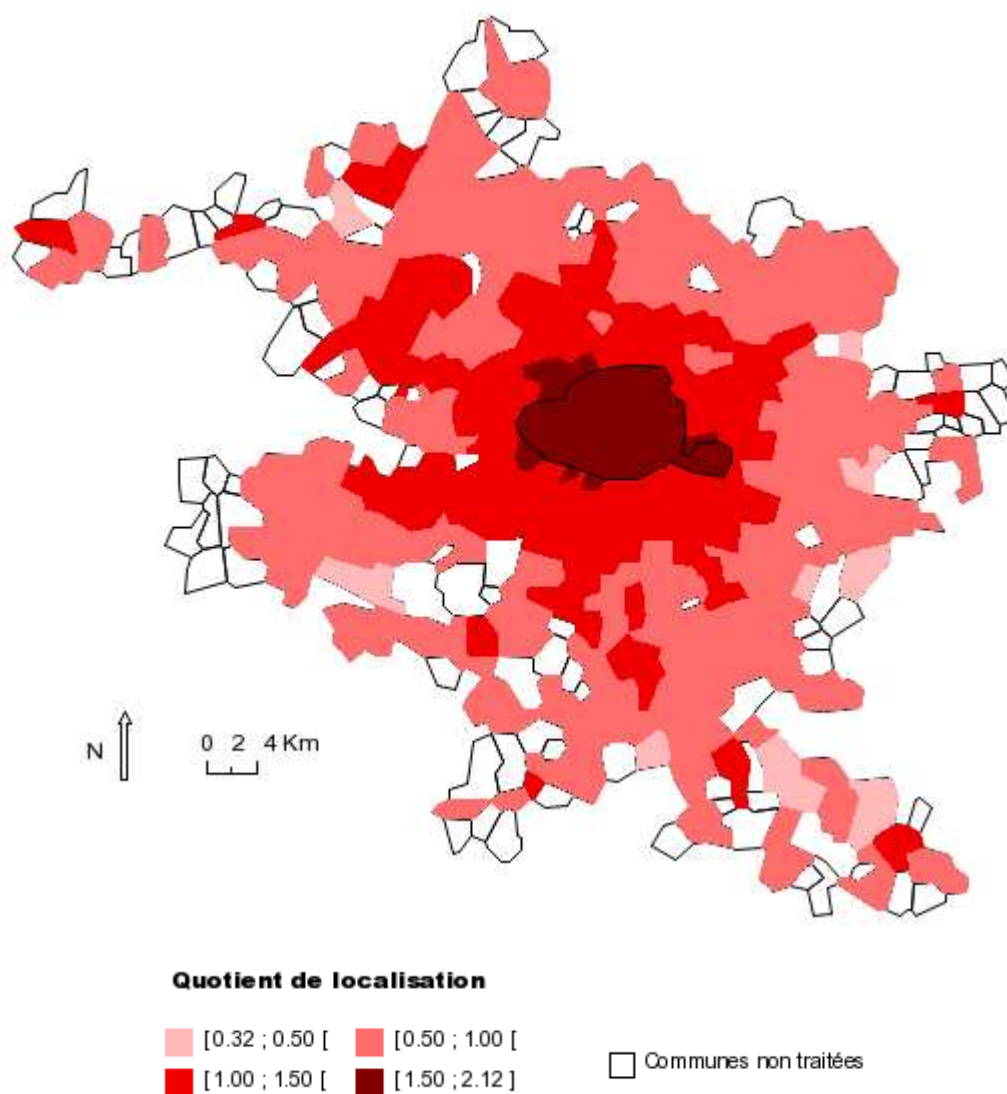 N
0 2 4 Km
Quotient de localisation
[ 0.32 ; 0.50 [ [ 0.50 ; 1.00 [
[ 1.00 ; 1.50 [ [ 1.50 ; 2.12 ]
Communes non traitées